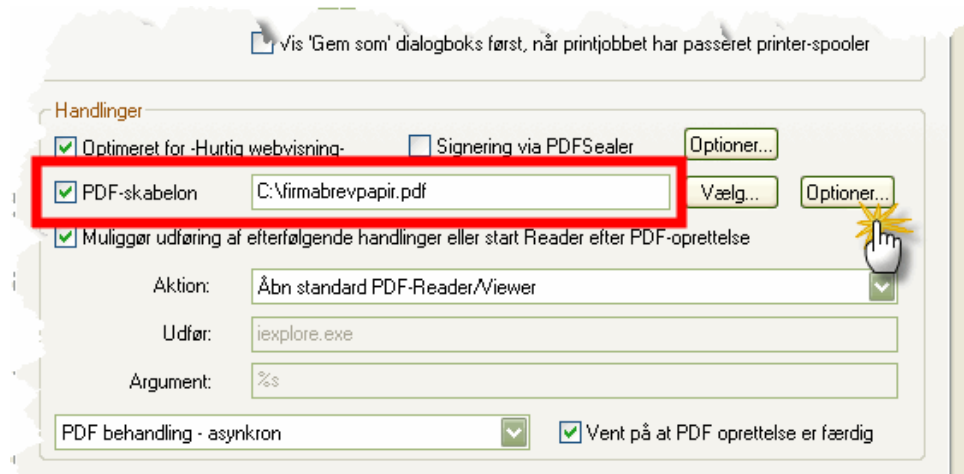 Vis 'Gem som' dialogboks først, når printjobbet har passeret printer-spooler
Handlinger
Optimeret for -Hurtig webvisning- Signering via PDFSealer Optioner...
PDF-skabelon C:\firmabrevpapir.pdf Vælg... Optioner...
Muliggør udføring af efterfølgende handlinger eller start Reader efter PDF-oprettelse
Aktion: Åbn standard PDF-Reader/Viewer
Udfør: iexplore.exe
Argument: %s
PDF behandling - asynkron Vent på at PDF oprettelse er færdig